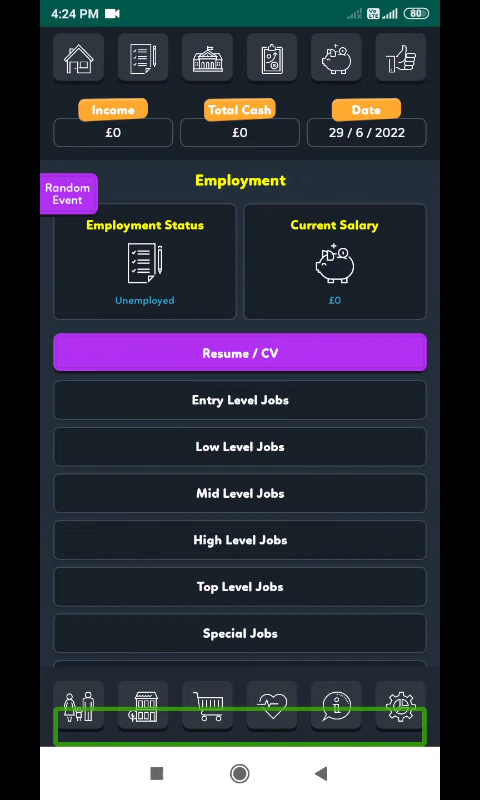 4:24 PM
Vo LTE
80
Income
Total Cash
Date
£0
£0
29 / 6 / 2022
Employment
Random
Event
Employment Status
Current Salary
Unemployed
£0
Resume / CV
Entry Level Jobs
Low Level Jobs
Mid Level Jobs
High Level Jobs
Top Level Jobs
Special Jobs